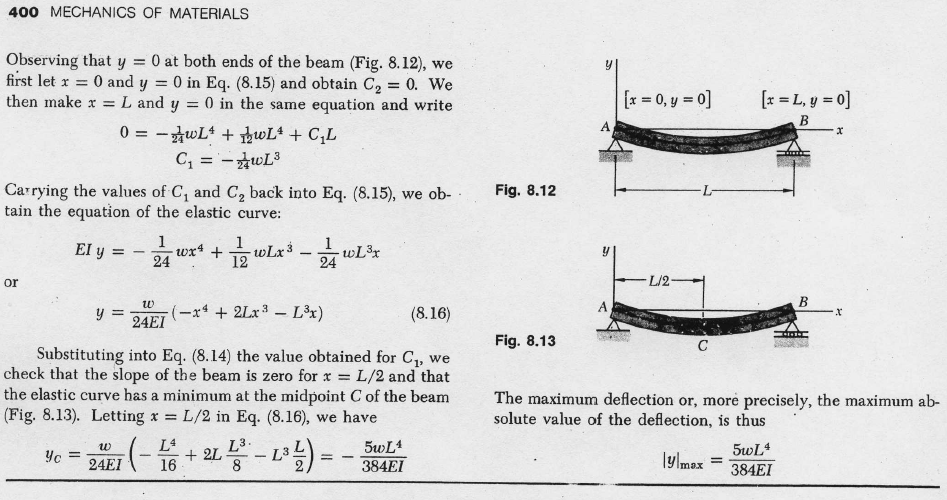 400 MECHANICS OF MATERIALS
Observing that y = 0 at both ends of the beam (Fig. 8.12), we
first let x = 0 and y = 0 in Eq. (8.15) and obtain C₂ = 0. We
then make x = L and y = 0 in the same equation and write
0 = −1/24 wL⁴ + 1/12 wL⁴ + C₁L
C₁ = −1/24 wL³
Carrying the values of C₁ and C₂ back into Eq. (8.15), we ob-
tain the equation of the elastic curve:
EI y = − 1/24 wx⁴ + 1/12 wLx³ − 1/24 wL³x
or
y = w/24EI (−x⁴ + 2Lx³ − L³x) (8.16)
Substituting into Eq. (8.14) the value obtained for C₁, we
check that the slope of the beam is zero for x = L/2 and that
the elastic curve has a minimum at the midpoint C of the beam
(Fig. 8.13). Letting x = L/2 in Eq. (8.16), we have
y_C = w/24EI (− L⁴/16 + 2L L³/8 − L³ L/2) = − 5wL⁴/384EI
y
[x = 0, y = 0] [x = L, y = 0]
A B x
L
Fig. 8.12
y
L/2
A B x
C
Fig. 8.13
The maximum deflection or, more precisely, the maximum ab-
solute value of the deflection, is thus
|y|max = 5wL⁴/384EI